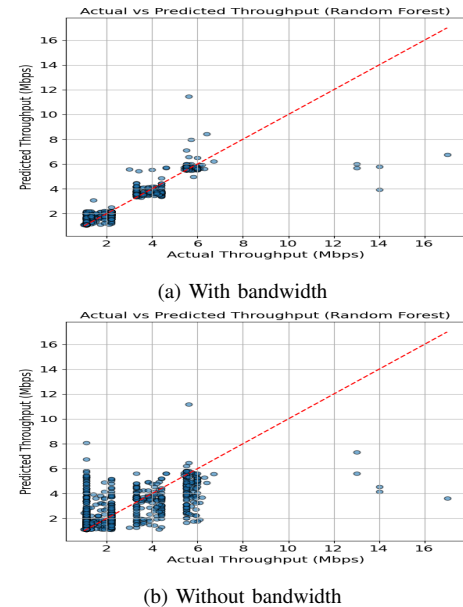 Actual vs Predicted Throughput (Random Forest)
Predicted Throughput (Mbps)
16
14
12
10
8
6
4
2
2 4 6 8 10 12 14 16
Actual Throughput (Mbps)
(a) With bandwidth
Actual vs Predicted Throughput (Random Forest)
Predicted Throughput (Mbps)
16
14
12
10
8
6
4
2
2 4 6 8 10 12 14 16
Actual Throughput (Mbps)
(b) Without bandwidth